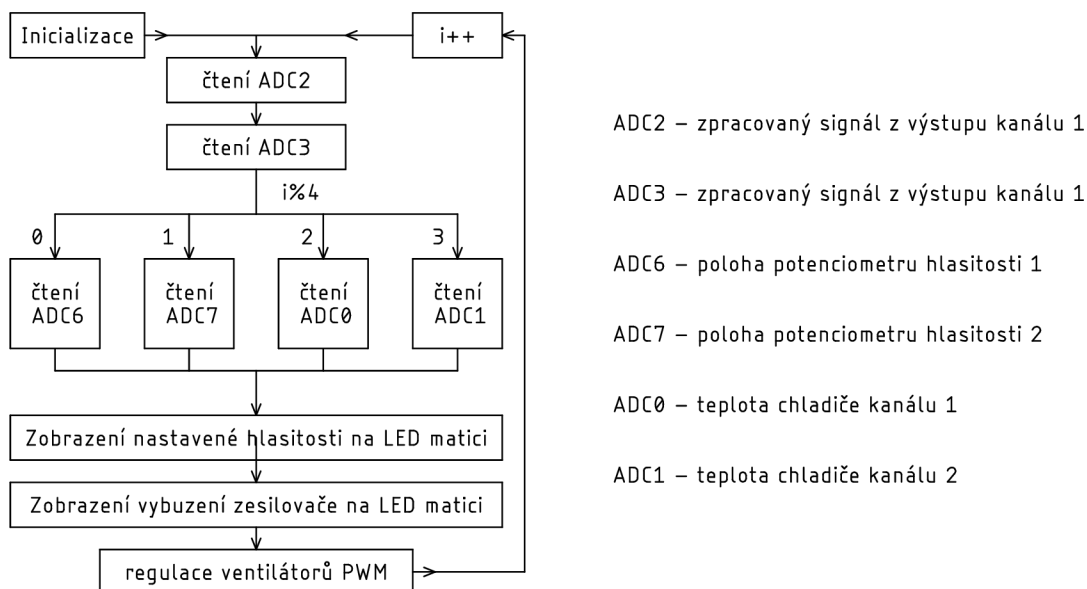 Inicializace
i++
čtení ADC2
čtení ADC3
i%4
0
1
2
3
čtení
ADC6
čtení
ADC7
čtení
ADC0
čtení
ADC1
Zobrazení nastavené hlasitosti na LED matici
Zobrazení vybuzení zesilovače na LED matici
regulace ventilátorů PWM
ADC2 – zpracovaný signál z výstupu kanálu 1
ADC3 – zpracovaný signál z výstupu kanálu 1
ADC6 – poloha potenciometru hlasitosti 1
ADC7 – poloha potenciometru hlasitosti 2
ADC0 – teplota chladiče kanálu 1
ADC1 – teplota chladiče kanálu 2